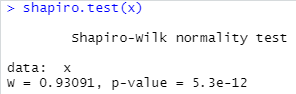 > shapiro.test(x)
Shapiro-Wilk normality test
data:  x
W = 0.93091, p-value = 5.3e-12